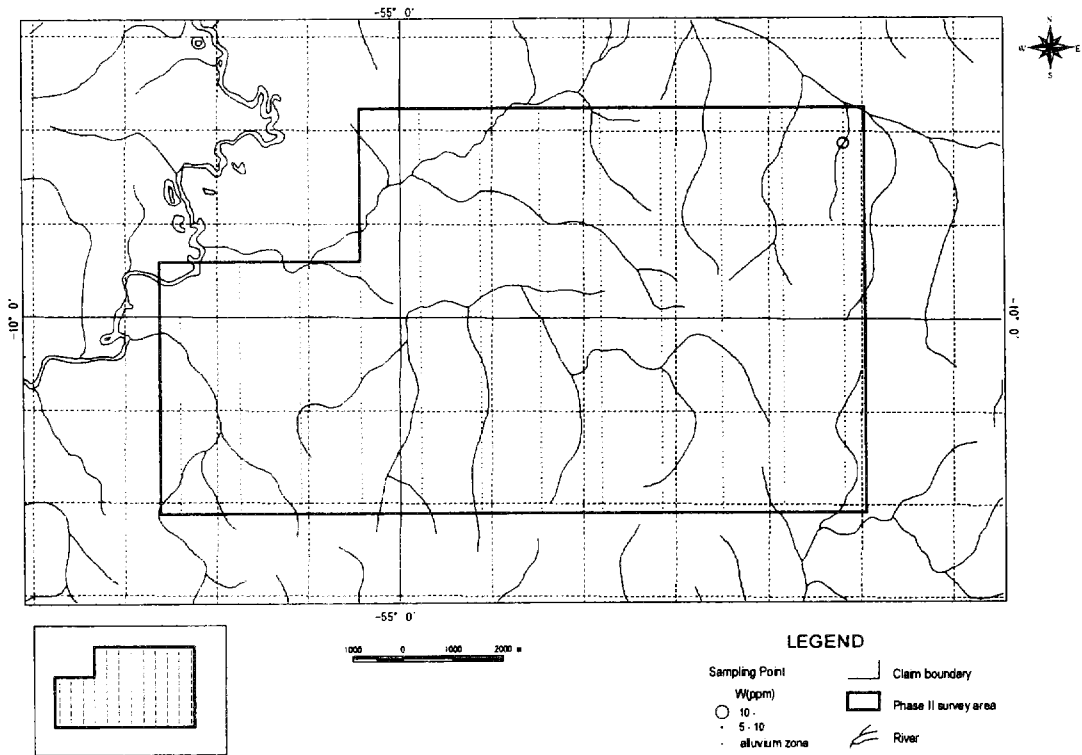 -55° 0'
N
W E
S
-10° 0'
-10° 0'
-55° 0'
1000 0 1000 2000 m
LEGEND
Sampling Point
W(ppm)
10 -
5 - 10
alluvium zone
Claim boundary
Phase II survey area
River